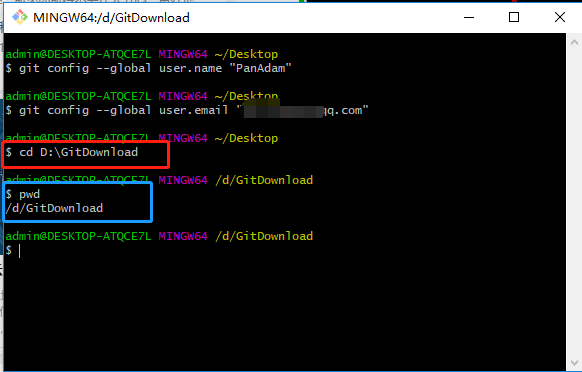 MINGW64:/d/GitDownload
admin@DESKTOP-ATQCE7L MINGW64 ~/Desktop
$ git config --global user.name "PanAdam"
admin@DESKTOP-ATQCE7L MINGW64 ~/Desktop
$ git config --global user.email "qq.com"
admin@DESKTOP-ATQCE7L MINGW64 ~/Desktop
$ cd D:\GitDownload
admin@DESKTOP-ATQCE7L MINGW64 /d/GitDownload
$ pwd
/d/GitDownload
admin@DESKTOP-ATQCE7L MINGW64 /d/GitDownload
$